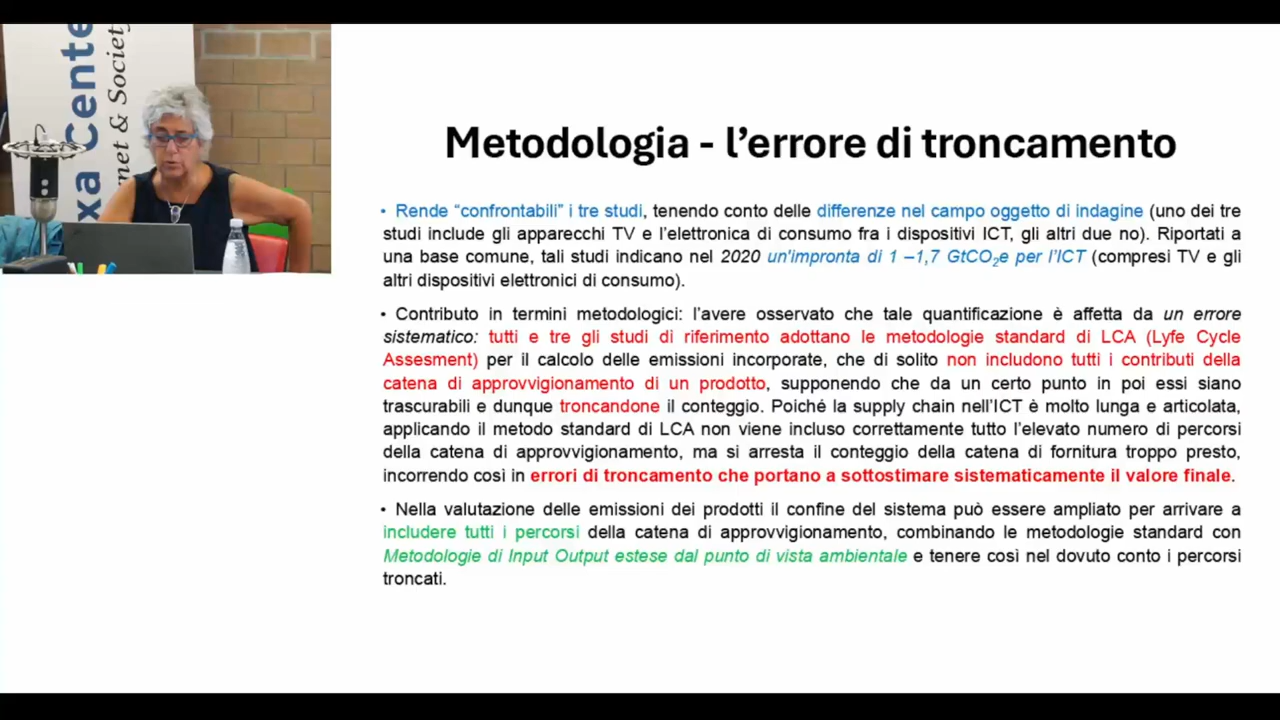 xa Cente
net & Society
Metodologia - l’errore di troncamento
• Rende “confrontabili” i tre studi, tenendo conto delle differenze nel campo oggetto di indagine (uno dei tre
studi include gli apparecchi TV e l’elettronica di consumo fra i dispositivi ICT, gli altri due no). Riportati a
una base comune, tali studi indicano nel 2020 un'impronta di 1 –1,7 GtCO₂e per l’ICT (compresi TV e gli
altri dispositivi elettronici di consumo).
• Contributo in termini metodologici: l’avere osservato che tale quantificazione è affetta da un errore
sistematico: tutti e tre gli studi di riferimento adottano le metodologie standard di LCA (Lyfe Cycle
Assesment) per il calcolo delle emissioni incorporate, che di solito non includono tutti i contributi della
catena di approvvigionamento di un prodotto, supponendo che da un certo punto in poi essi siano
trascurabili e dunque troncandone il conteggio. Poiché la supply chain nell’ICT è molto lunga e articolata,
applicando il metodo standard di LCA non viene incluso correttamente tutto l’elevato numero di percorsi
della catena di approvvigionamento, ma si arresta il conteggio della catena di fornitura troppo presto,
incorrendo così in errori di troncamento che portano a sottostimare sistematicamente il valore finale.
• Nella valutazione delle emissioni dei prodotti il confine del sistema può essere ampliato per arrivare a
includere tutti i percorsi della catena di approvvigionamento, combinando le metodologie standard con
Metodologie di Input Output estese dal punto di vista ambientale e tenere così nel dovuto conto i percorsi
troncati.